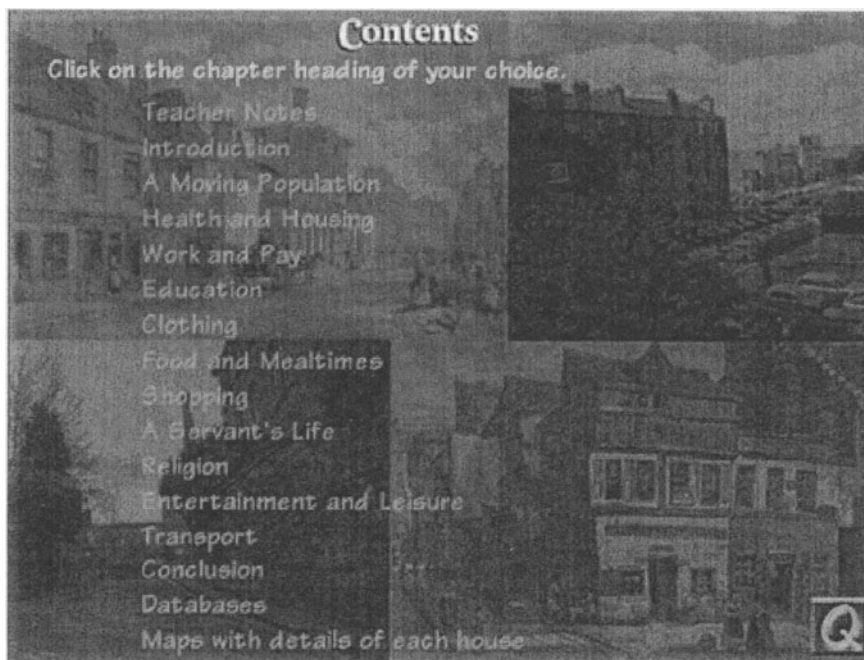 Contents
Click on the chapter heading of your choice.
Teacher Notes
Introduction
A Moving Population
Health and Housing
Work and Pay
Education
Clothing
Food and Mealtimes
Shopping
A Servant's Life
Religion
Entertainment and Leisure
Transport
Conclusion
Databases
Maps with details of each house
Q